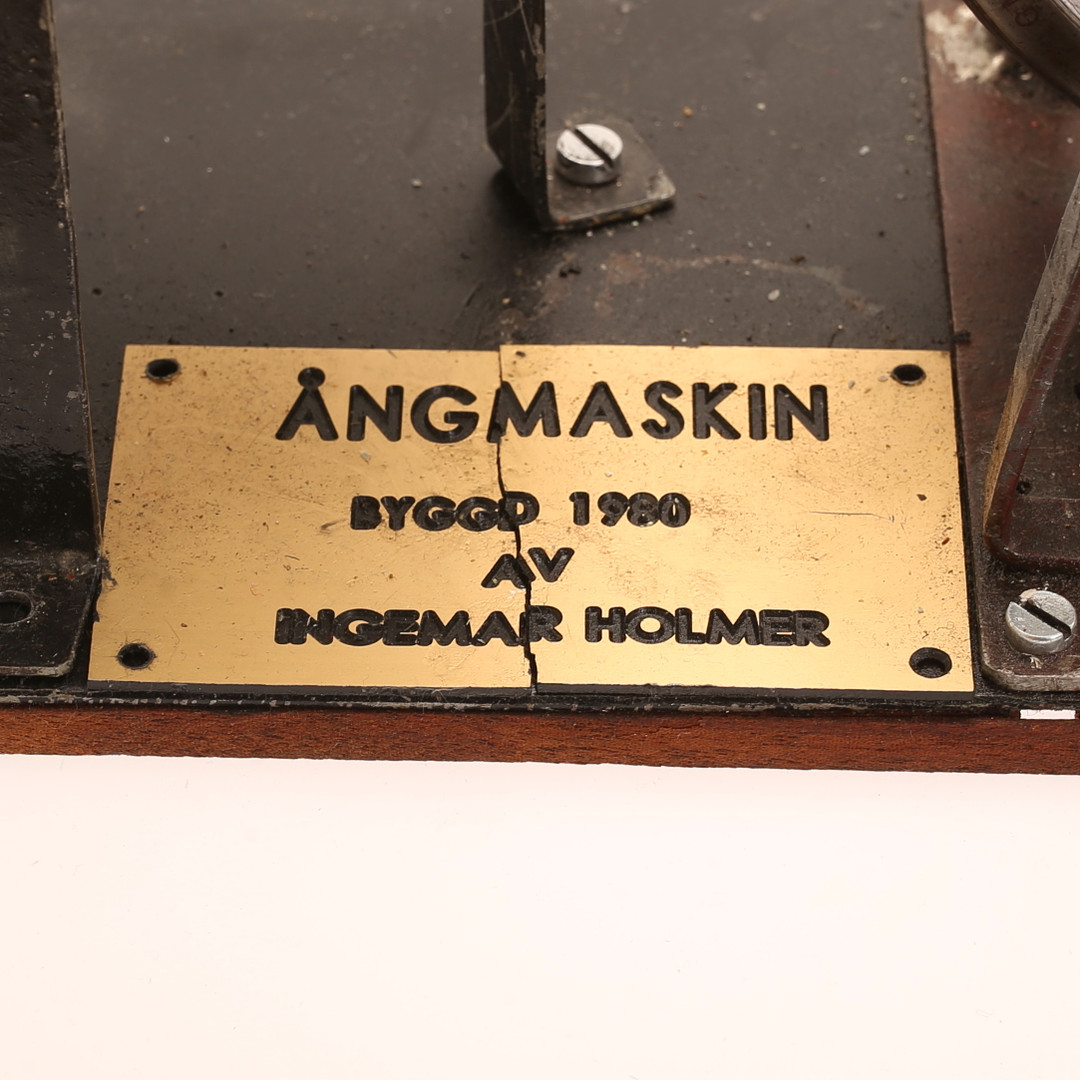 ÅNGMASKIN
BYGGD 1980
AV
INGEMAR HOLMER